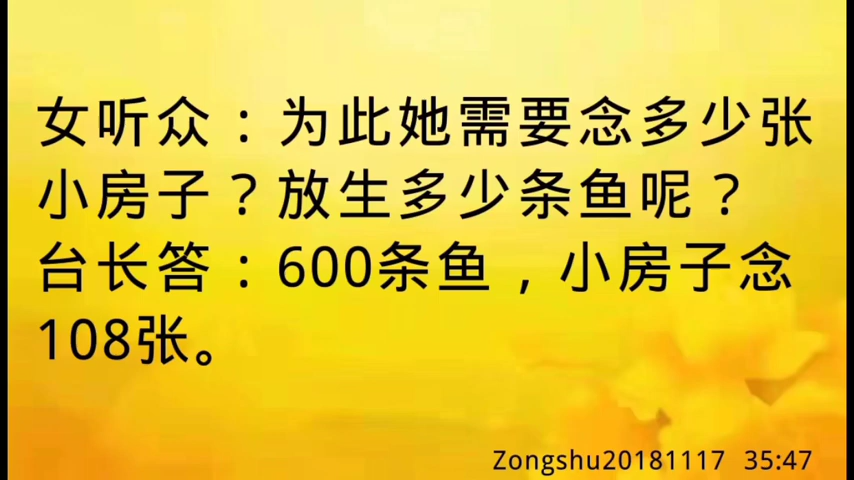 女听众：为此她需要念多少张
小房子？放生多少条鱼呢？
台长答：600条鱼，小房子念
108张。
Zongshu20181117 35:47